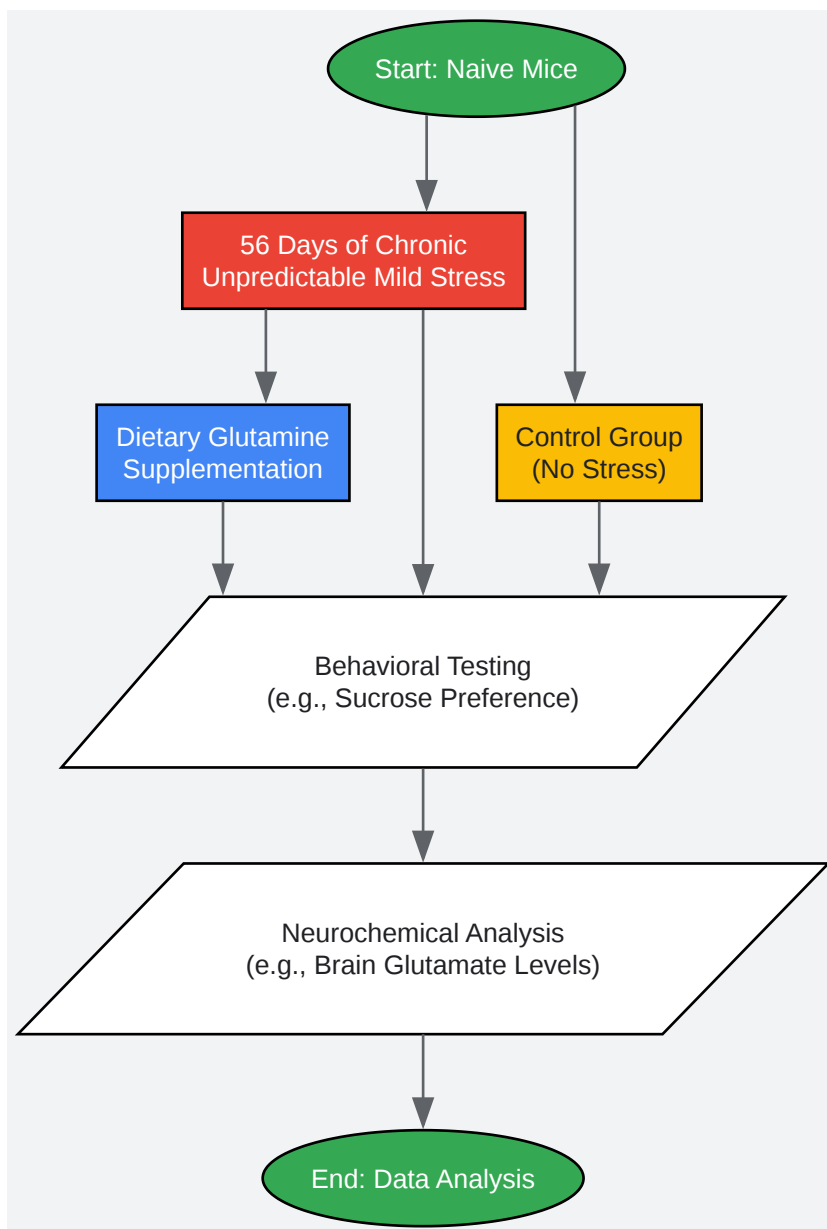 Start: Naive Mice
56 Days of Chronic
Unpredictable Mild Stress
Dietary Glutamine
Supplementation
Control Group
(No Stress)
Behavioral Testing
(e.g., Sucrose Preference)
Neurochemical Analysis
(e.g., Brain Glutamate Levels)
End: Data Analysis